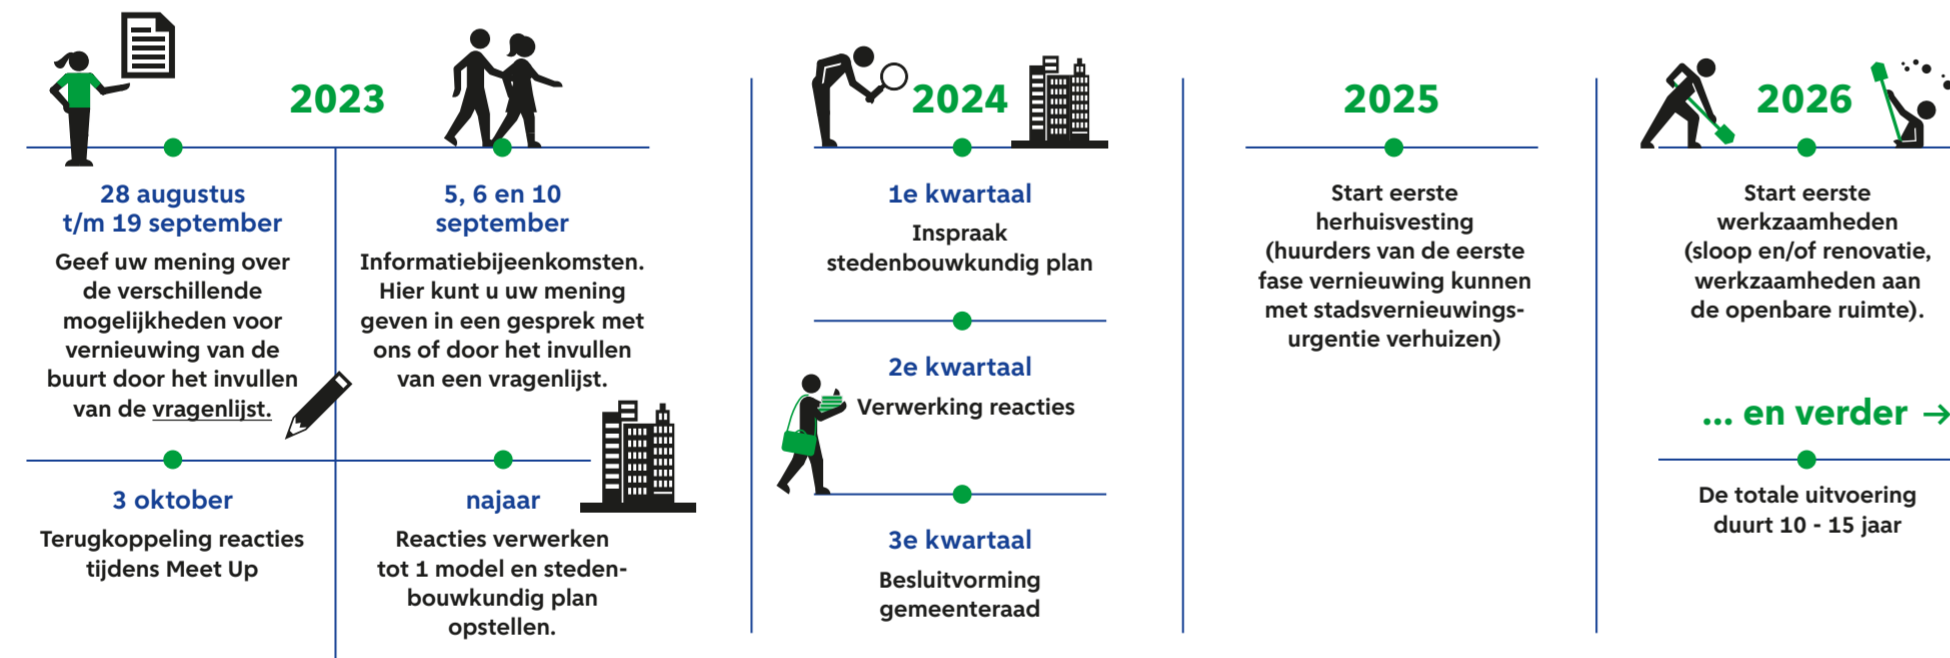 2023
28 augustus
t/m 19 september
Geef uw mening over
de verschillende
mogelijkheden voor
vernieuwing van de
buurt door het invullen
van de vragenlijst.
5, 6 en 10
september
Informatiebijeenkomsten.
Hier kunt u uw mening
geven in een gesprek met
ons of door het invullen
van een vragenlijst.
3 oktober
Terugkoppeling reacties
tijdens Meet Up
najaar
Reacties verwerken
tot 1 model en steden-
bouwkundig plan
opstellen.
2024
1e kwartaal
Inspraak
stedenbouwkundig plan
2e kwartaal
Verwerking reacties
3e kwartaal
Besluitvorming
gemeenteraad
2025
Start eerste
herhuisvesting
(huurders van de eerste
fase vernieuwing kunnen
met stadsvernieuwings-
urgentie verhuizen)
2026
Start eerste
werkzaamheden
(sloop en/of renovatie,
werkzaamheden aan
de openbare ruimte).
... en verder →
De totale uitvoering
duurt 10 - 15 jaar